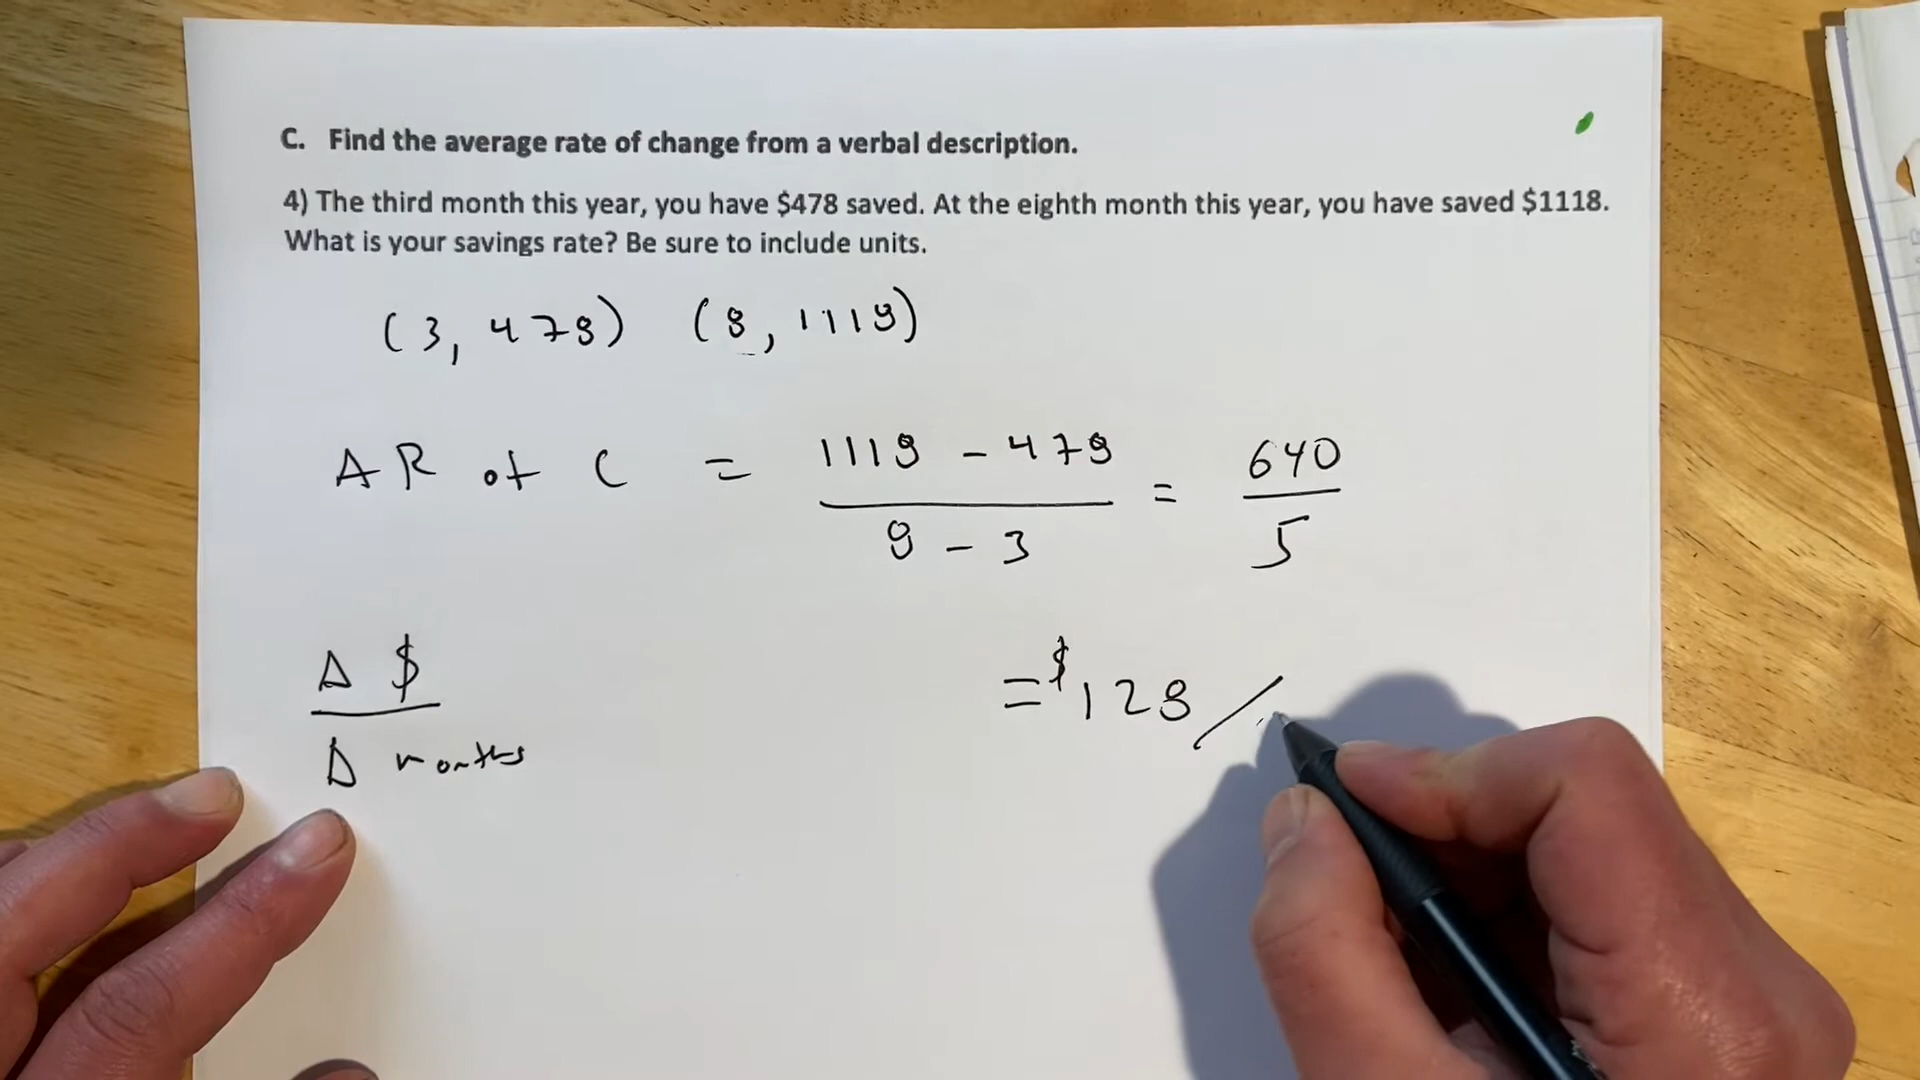 C. Find the average rate of change from a verbal description.
4) The third month this year, you have $478 saved. At the eighth month this year, you have saved $1118.
What is your savings rate? Be sure to include units.
(3, 478) (8, 1118)
AR of C = 1118 - 478 = 640
8 - 3 5
Δ $ = $128 /
Δ months